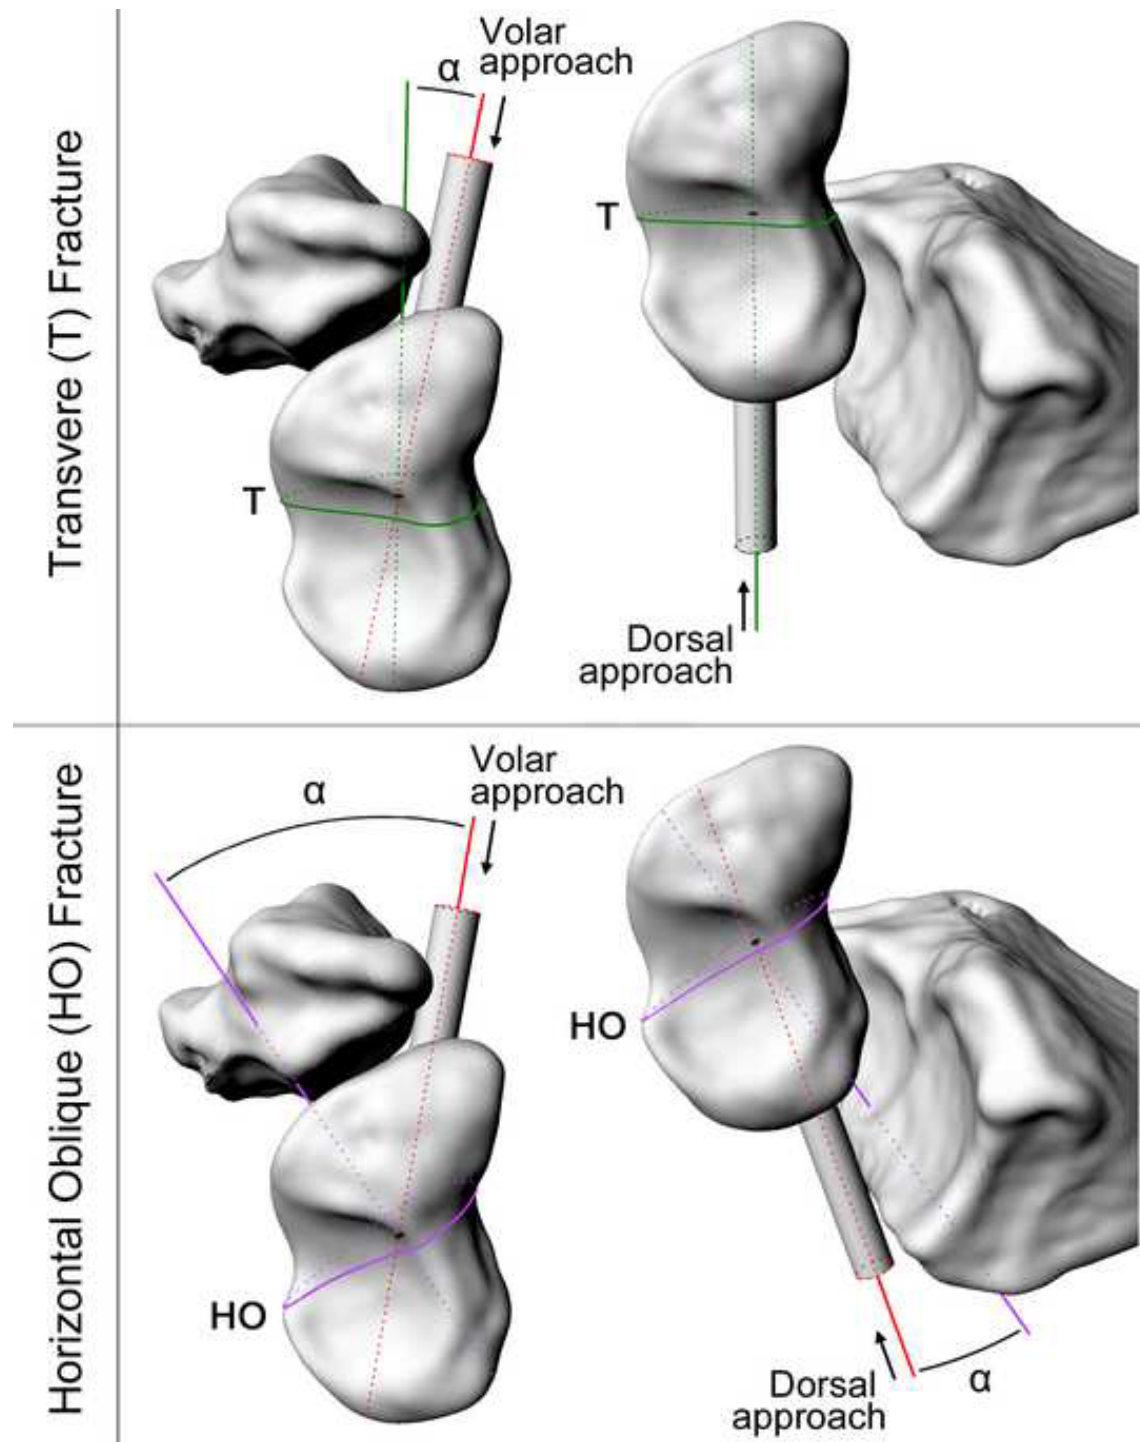 Transvere (T) Fracture
Volar
approach
α
T
T
Dorsal
approach
Horizontal Oblique (HO) Fracture
Volar
approach
α
HO
HO
Dorsal
approach
α